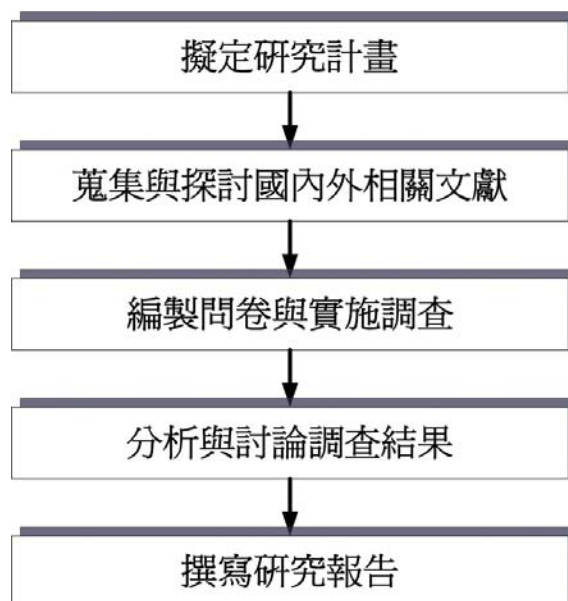 擬定研究計畫
蒐集與探討國內外相關文獻
編製問卷與實施調查
分析與討論調查結果
撰寫研究報告